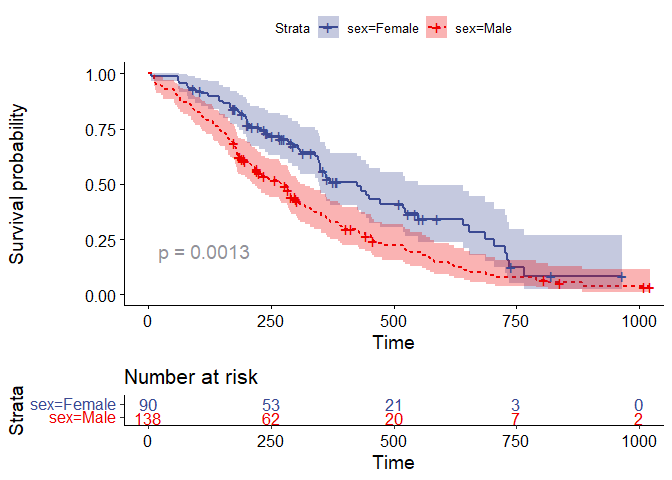 Strata sex=Female sex=Male
Survival probability
1.00
0.75
0.50
0.25
0.00
p = 0.0013
0 250 500 750 1000
Time
Number at risk
Strata
sex=Female 90 53 21 3 0
sex=Male 138 62 20 7 2
0 250 500 750 1000
Time